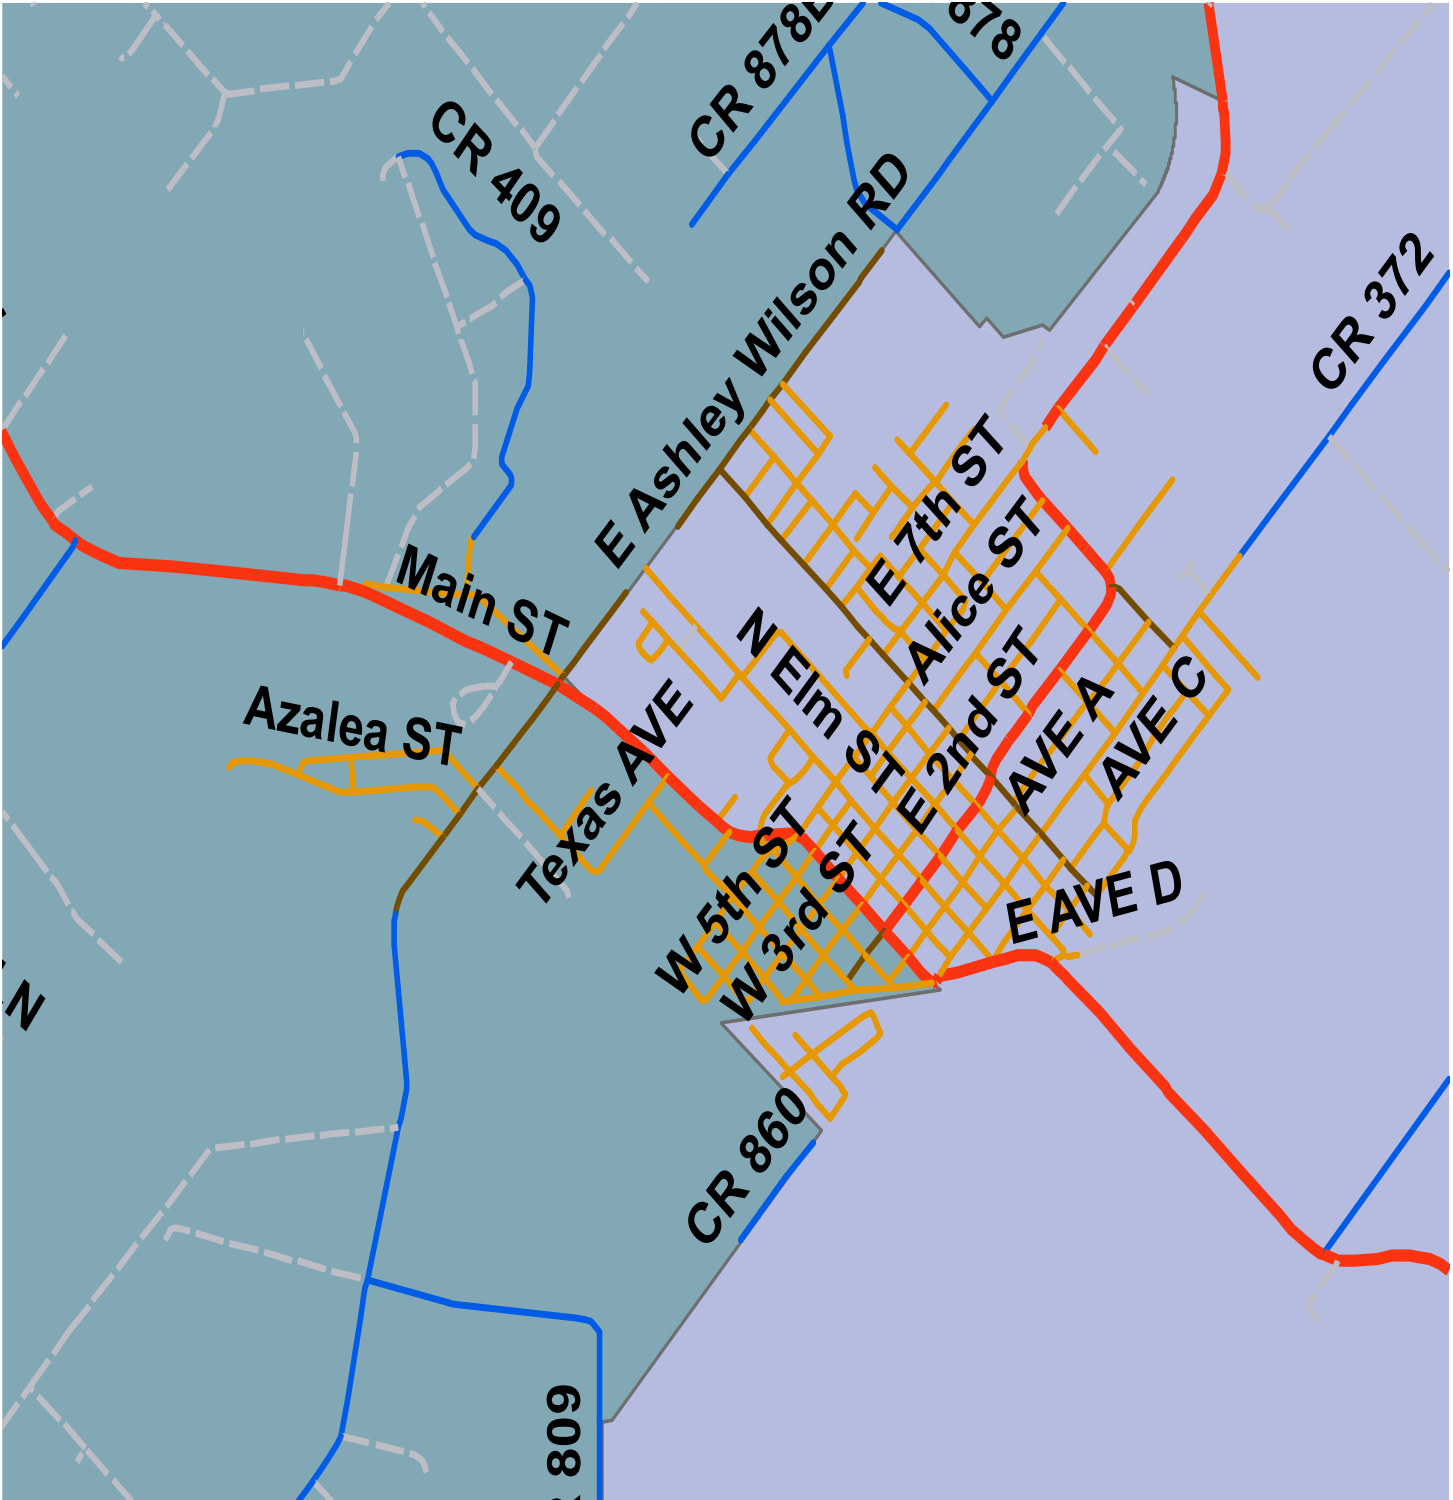 CR 878
878
CR 409
E Ashley Wilson RD
CR 372
E 7th ST
Alice ST
Main ST
N Elm ST
E 2nd ST
AVE A
AVE C
Azalea ST
Texas AVE
W 5th ST
W 3rd ST
E AVE D
N
CR 860
809